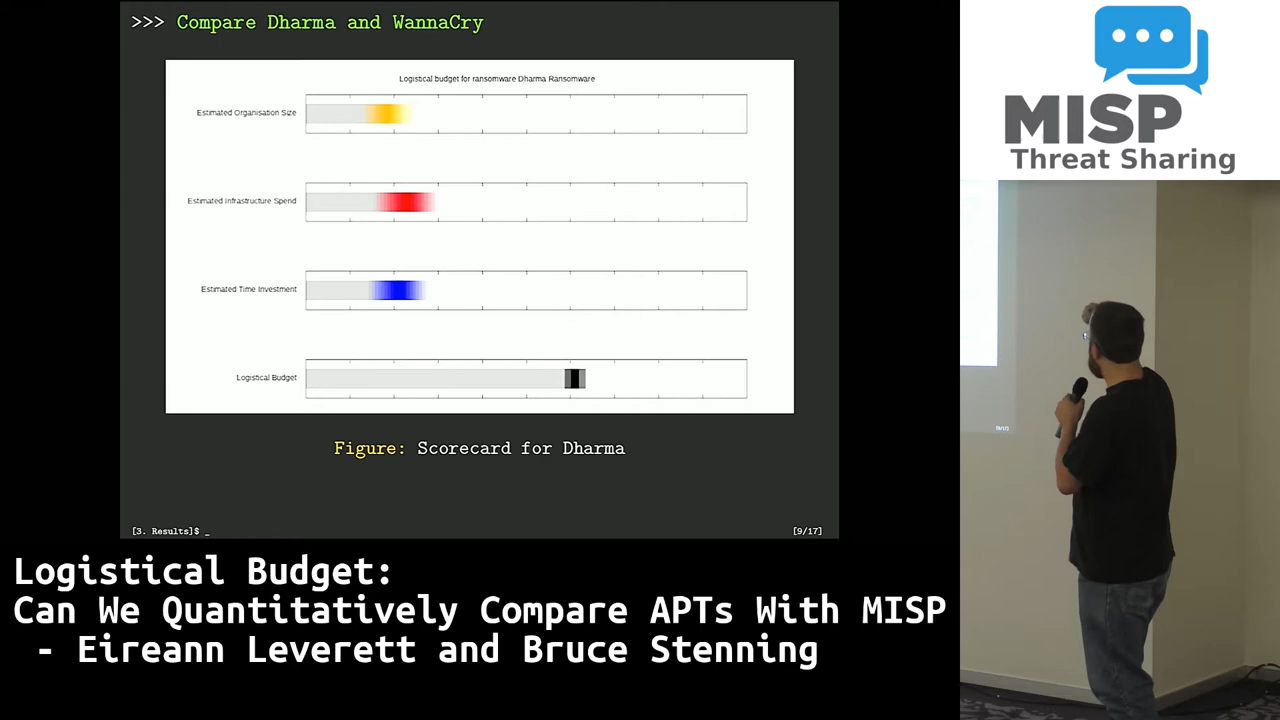 >>> Compare Dharma and WannaCry
Logistical budget for ransomware Dharma Ransomware
Estimated Organisation Size
Estimated Infrastructure Spend
Estimated Time Investment
Logistical Budget
Figure: Scorecard for Dharma
[3. Results]$ _
[9/17]
MISP
Threat Sharing
Logistical Budget:
Can We Quantitatively Compare APTs With MISP
- Eireann Leverett and Bruce Stenning